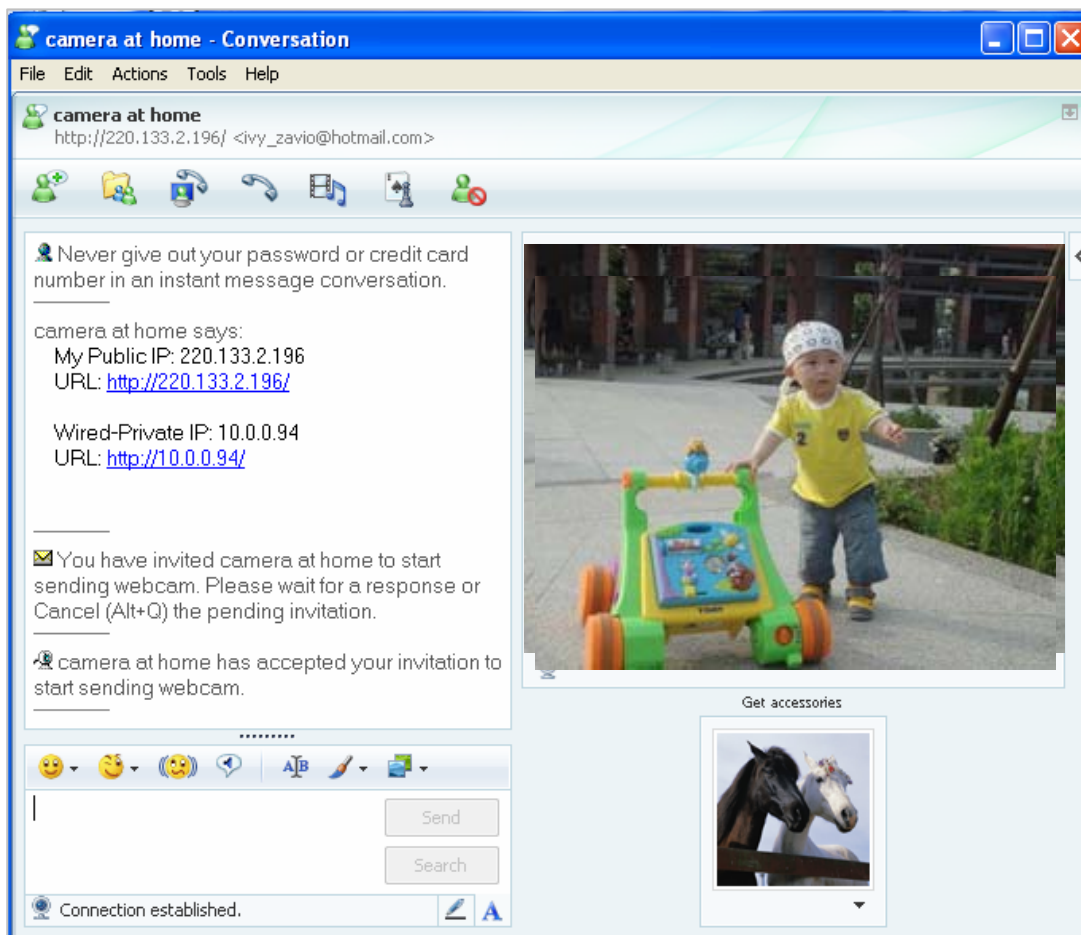 camera at home - Conversation
File Edit Actions Tools Help
camera at home
http://220.133.2.196/ <ivy_zavio@hotmail.com>
Never give out your password or credit card
number in an instant message conversation.
camera at home says:
My Public IP: 220.133.2.196
URL: http://220.133.2.196/
Wired-Private IP: 10.0.0.94
URL: http://10.0.0.94/
You have invited camera at home to start
sending webcam. Please wait for a response or
Cancel (Alt+Q) the pending invitation.
camera at home has accepted your invitation to
start sending webcam.
Get accessories
AB
Send
Search
Connection established.
A
2